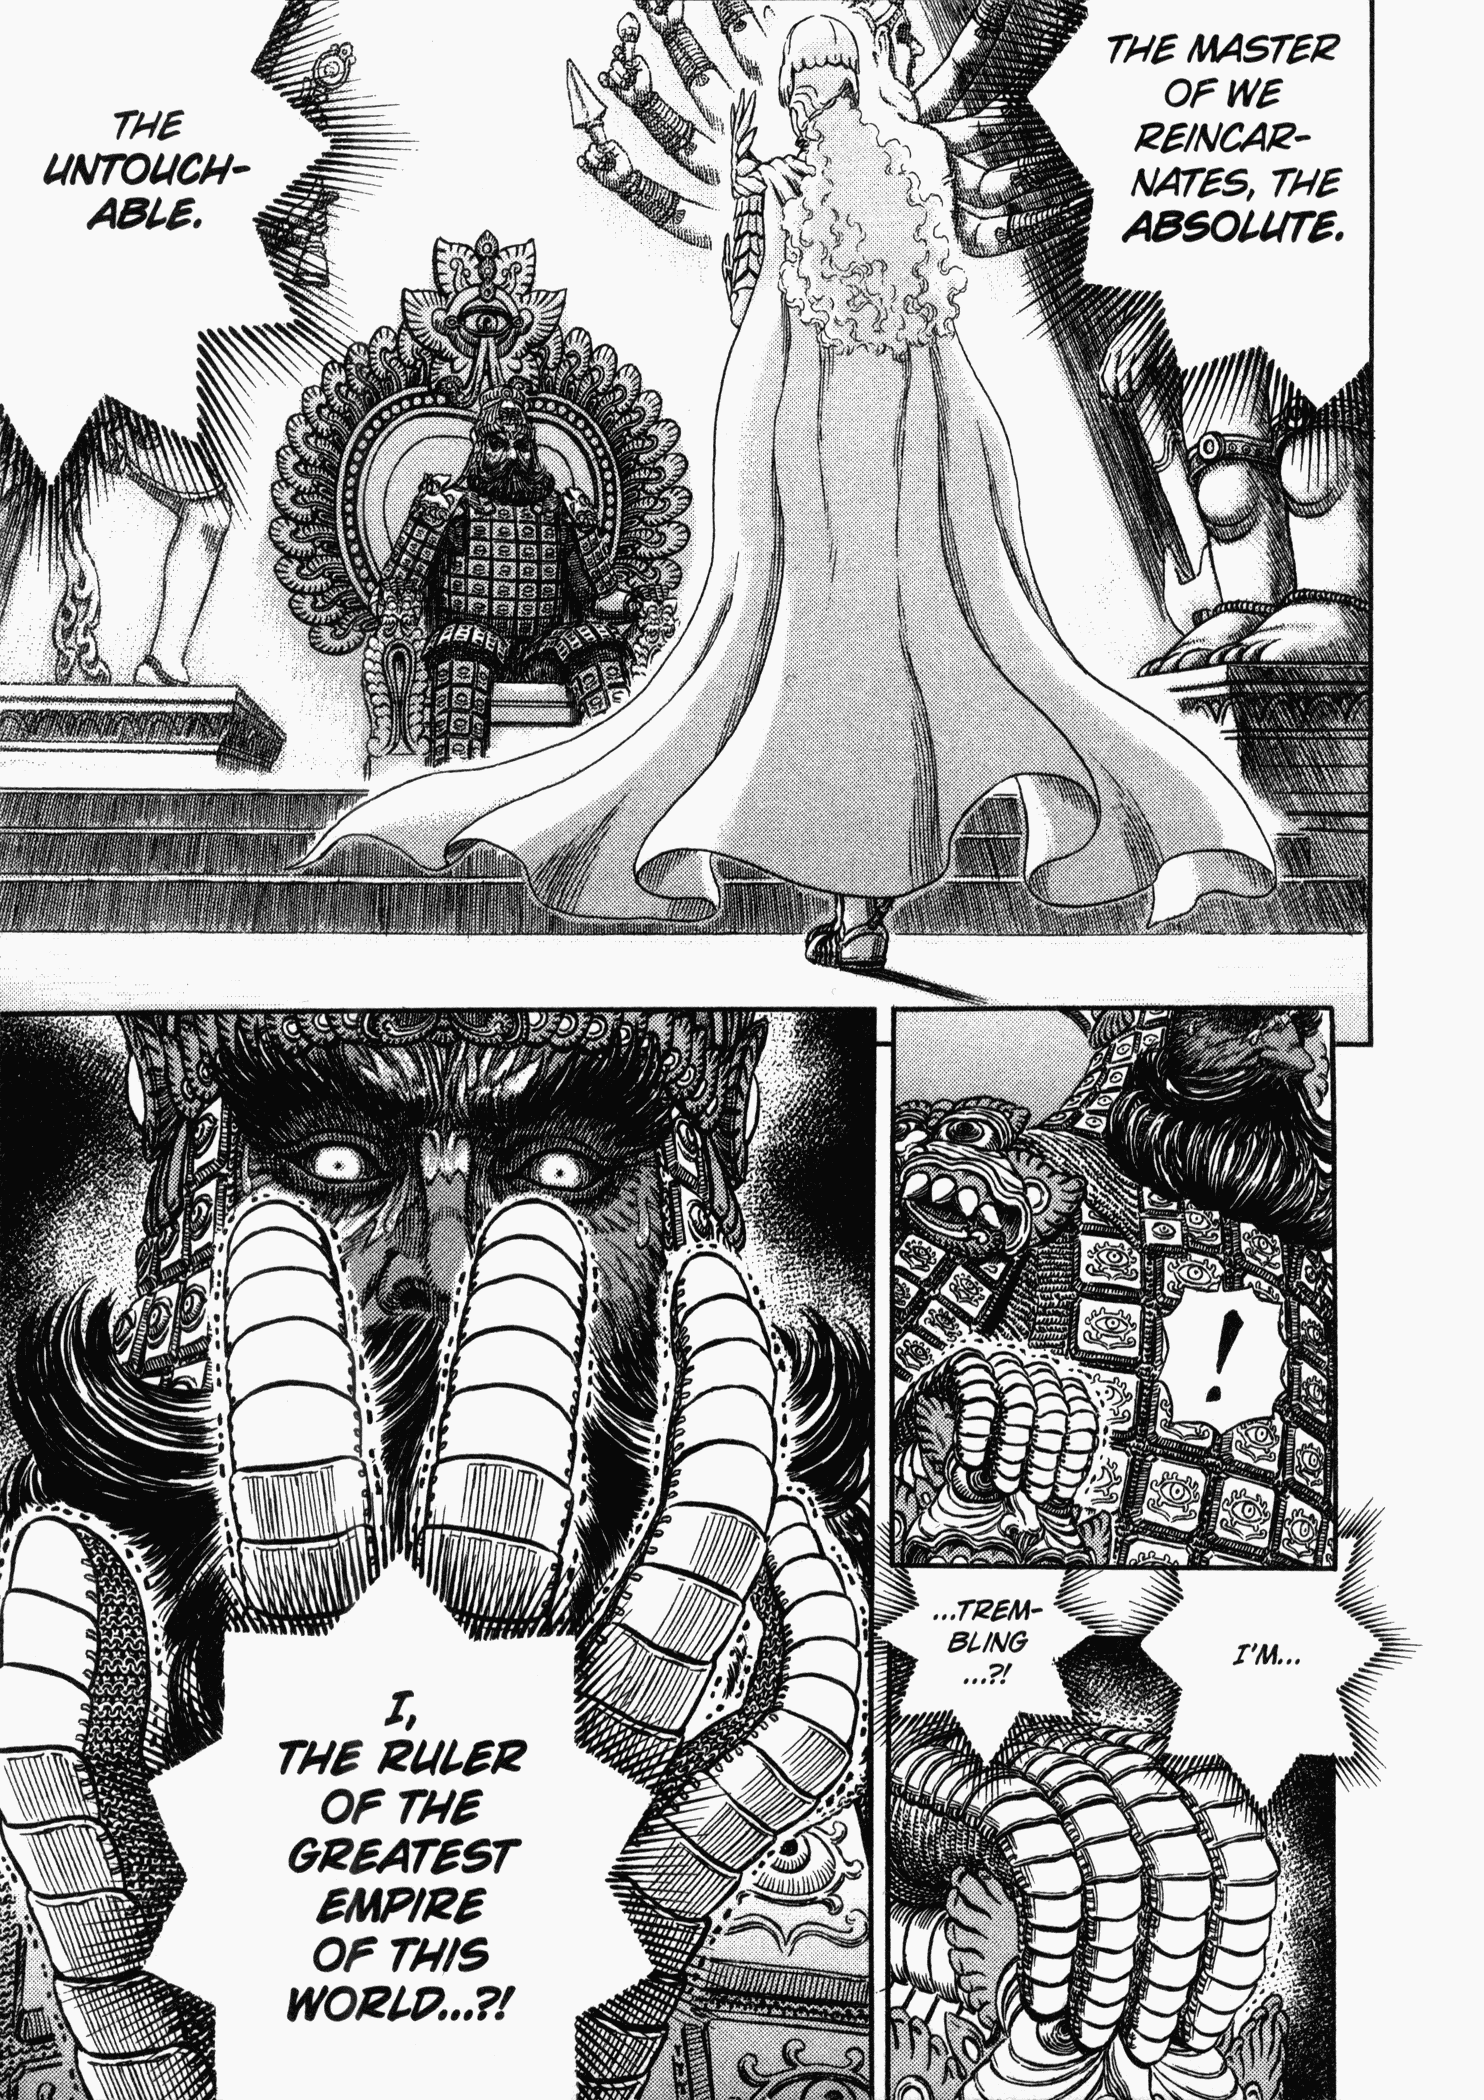 THE MASTER
OF WE
REINCAR-
NATES, THE
ABSOLUTE.
THE
UNTOUCH-
ABLE.
!
I'M...
...TREM-
BLING
...?!
I,
THE RULER
OF THE
GREATEST
EMPIRE
OF THIS
WORLD...?!